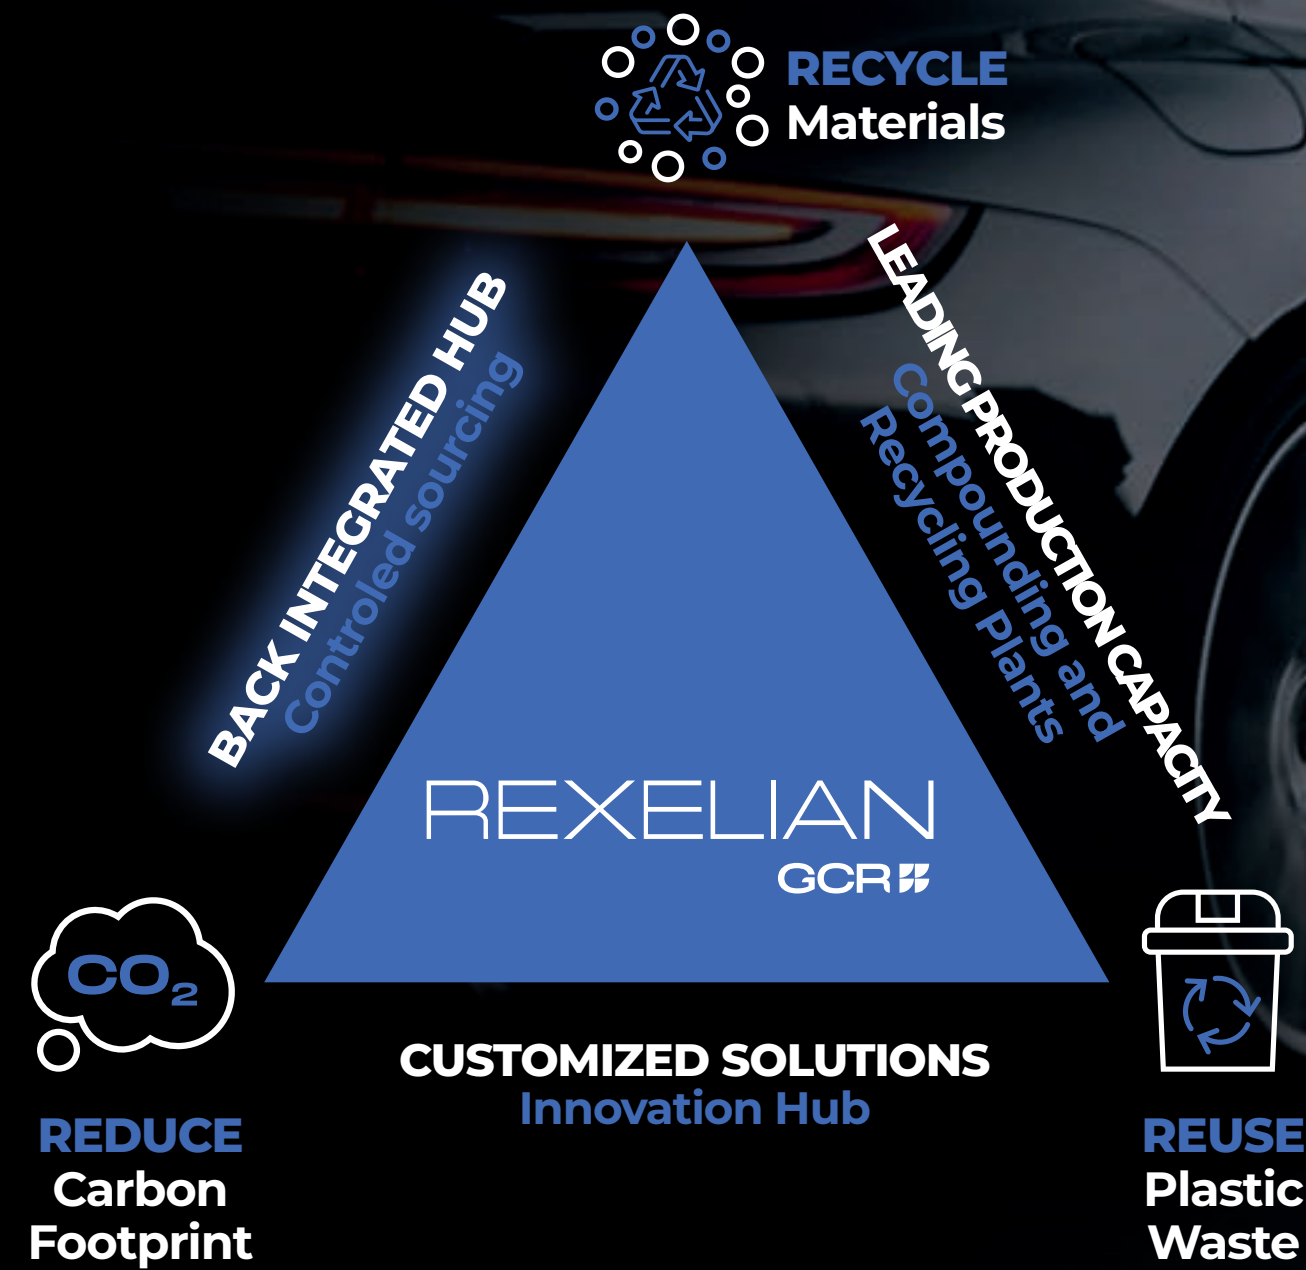 RECYCLE
Materials
BACK INTEGRATED HUB
Controled sourcing
LEADING PRODUCTION CAPACITY
Compounding and
Recycling Plants
REXELIAN
GCR
CO₂
REDUCE
Carbon
Footprint
CUSTOMIZED SOLUTIONS
Innovation Hub
REUSE
Plastic
Waste